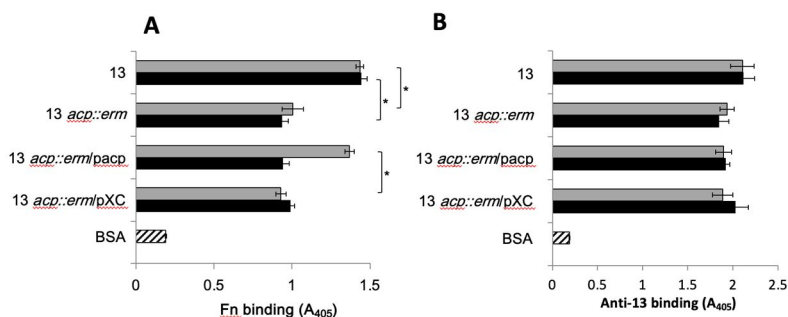 A
13
*
*
13 acp::erm
13 acp::erm/pacp
*
13 acp::erm/pXC
BSA
0 0.5 1 1.5
Fn binding (A405)
B
13
13 acp::erm
13 acp::erm/pacp
13 acp::erm/pXC
BSA
0 0.5 1 1.5 2 2.5
Anti-13 binding (A405)